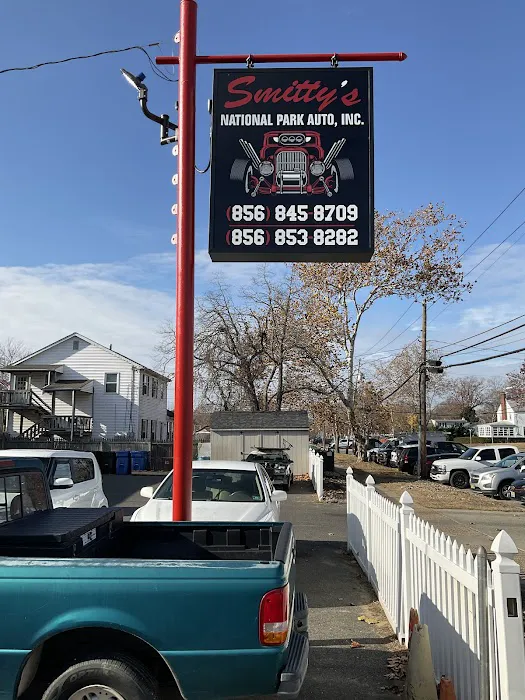 Smitty's
NATIONAL PARK AUTO, INC.
(856) 845-8709
(856) 853-8282